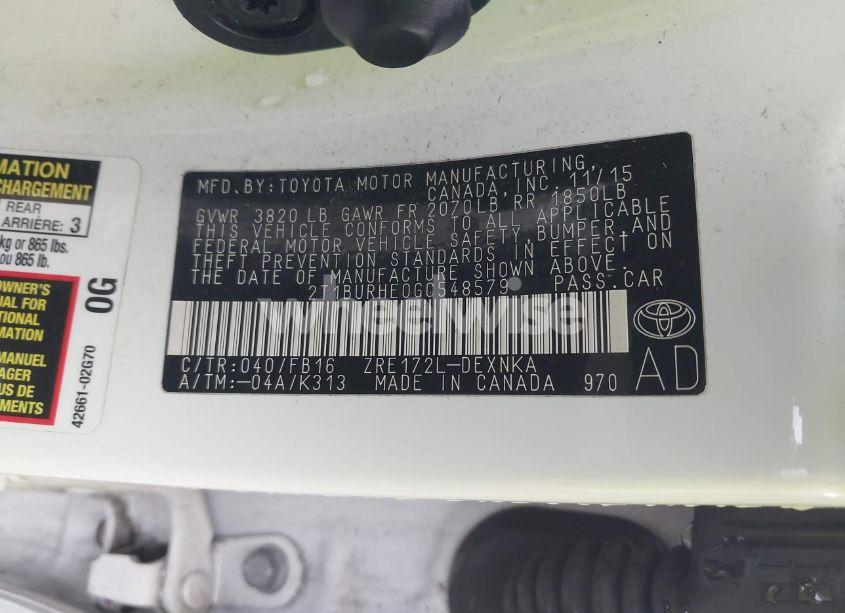 MATION
CHARGEMENT
REAR
ARRIÈRE: 3
kg or 865 lbs.
ou 865 lb.
OWNER'S
UAL FOR
TIONAL
RMATION
MANUEL
AGER
US DE
EMENTS
0G
42661-02G70
MFD. BY: TOYOTA MOTOR MANUFACTURING,
CANADA, INC. 11/15
GVWR 3820 LB GAWR FR 2070LB RR 1850LB
THIS VEHICLE CONFORMS TO ALL APPLICABLE
FEDERAL MOTOR VEHICLE SAFETY, BUMPER, AND
THEFT PREVENTION STANDARDS IN EFFECT ON
THE DATE OF MANUFACTURE SHOWN ABOVE.
2T1BURHE0GC548579 PASS. CAR
wheelwise
C/TR: 040/FB16 ZRE172L-DEXNKA
A/TM: -04A/K313 MADE IN CANADA 970
AD